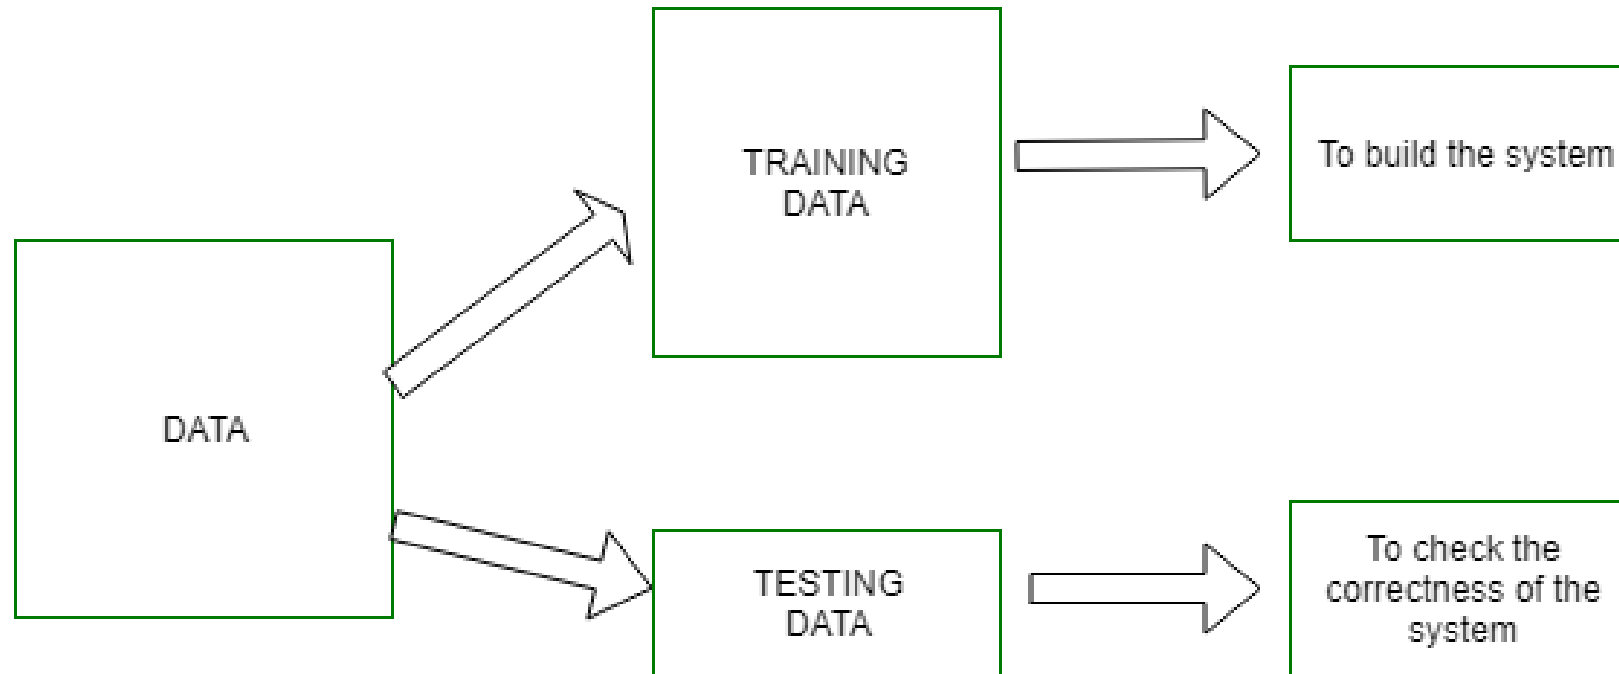 TRAINING
DATA
To build the system
DATA
TESTING
DATA
To check the
correctness of the
system